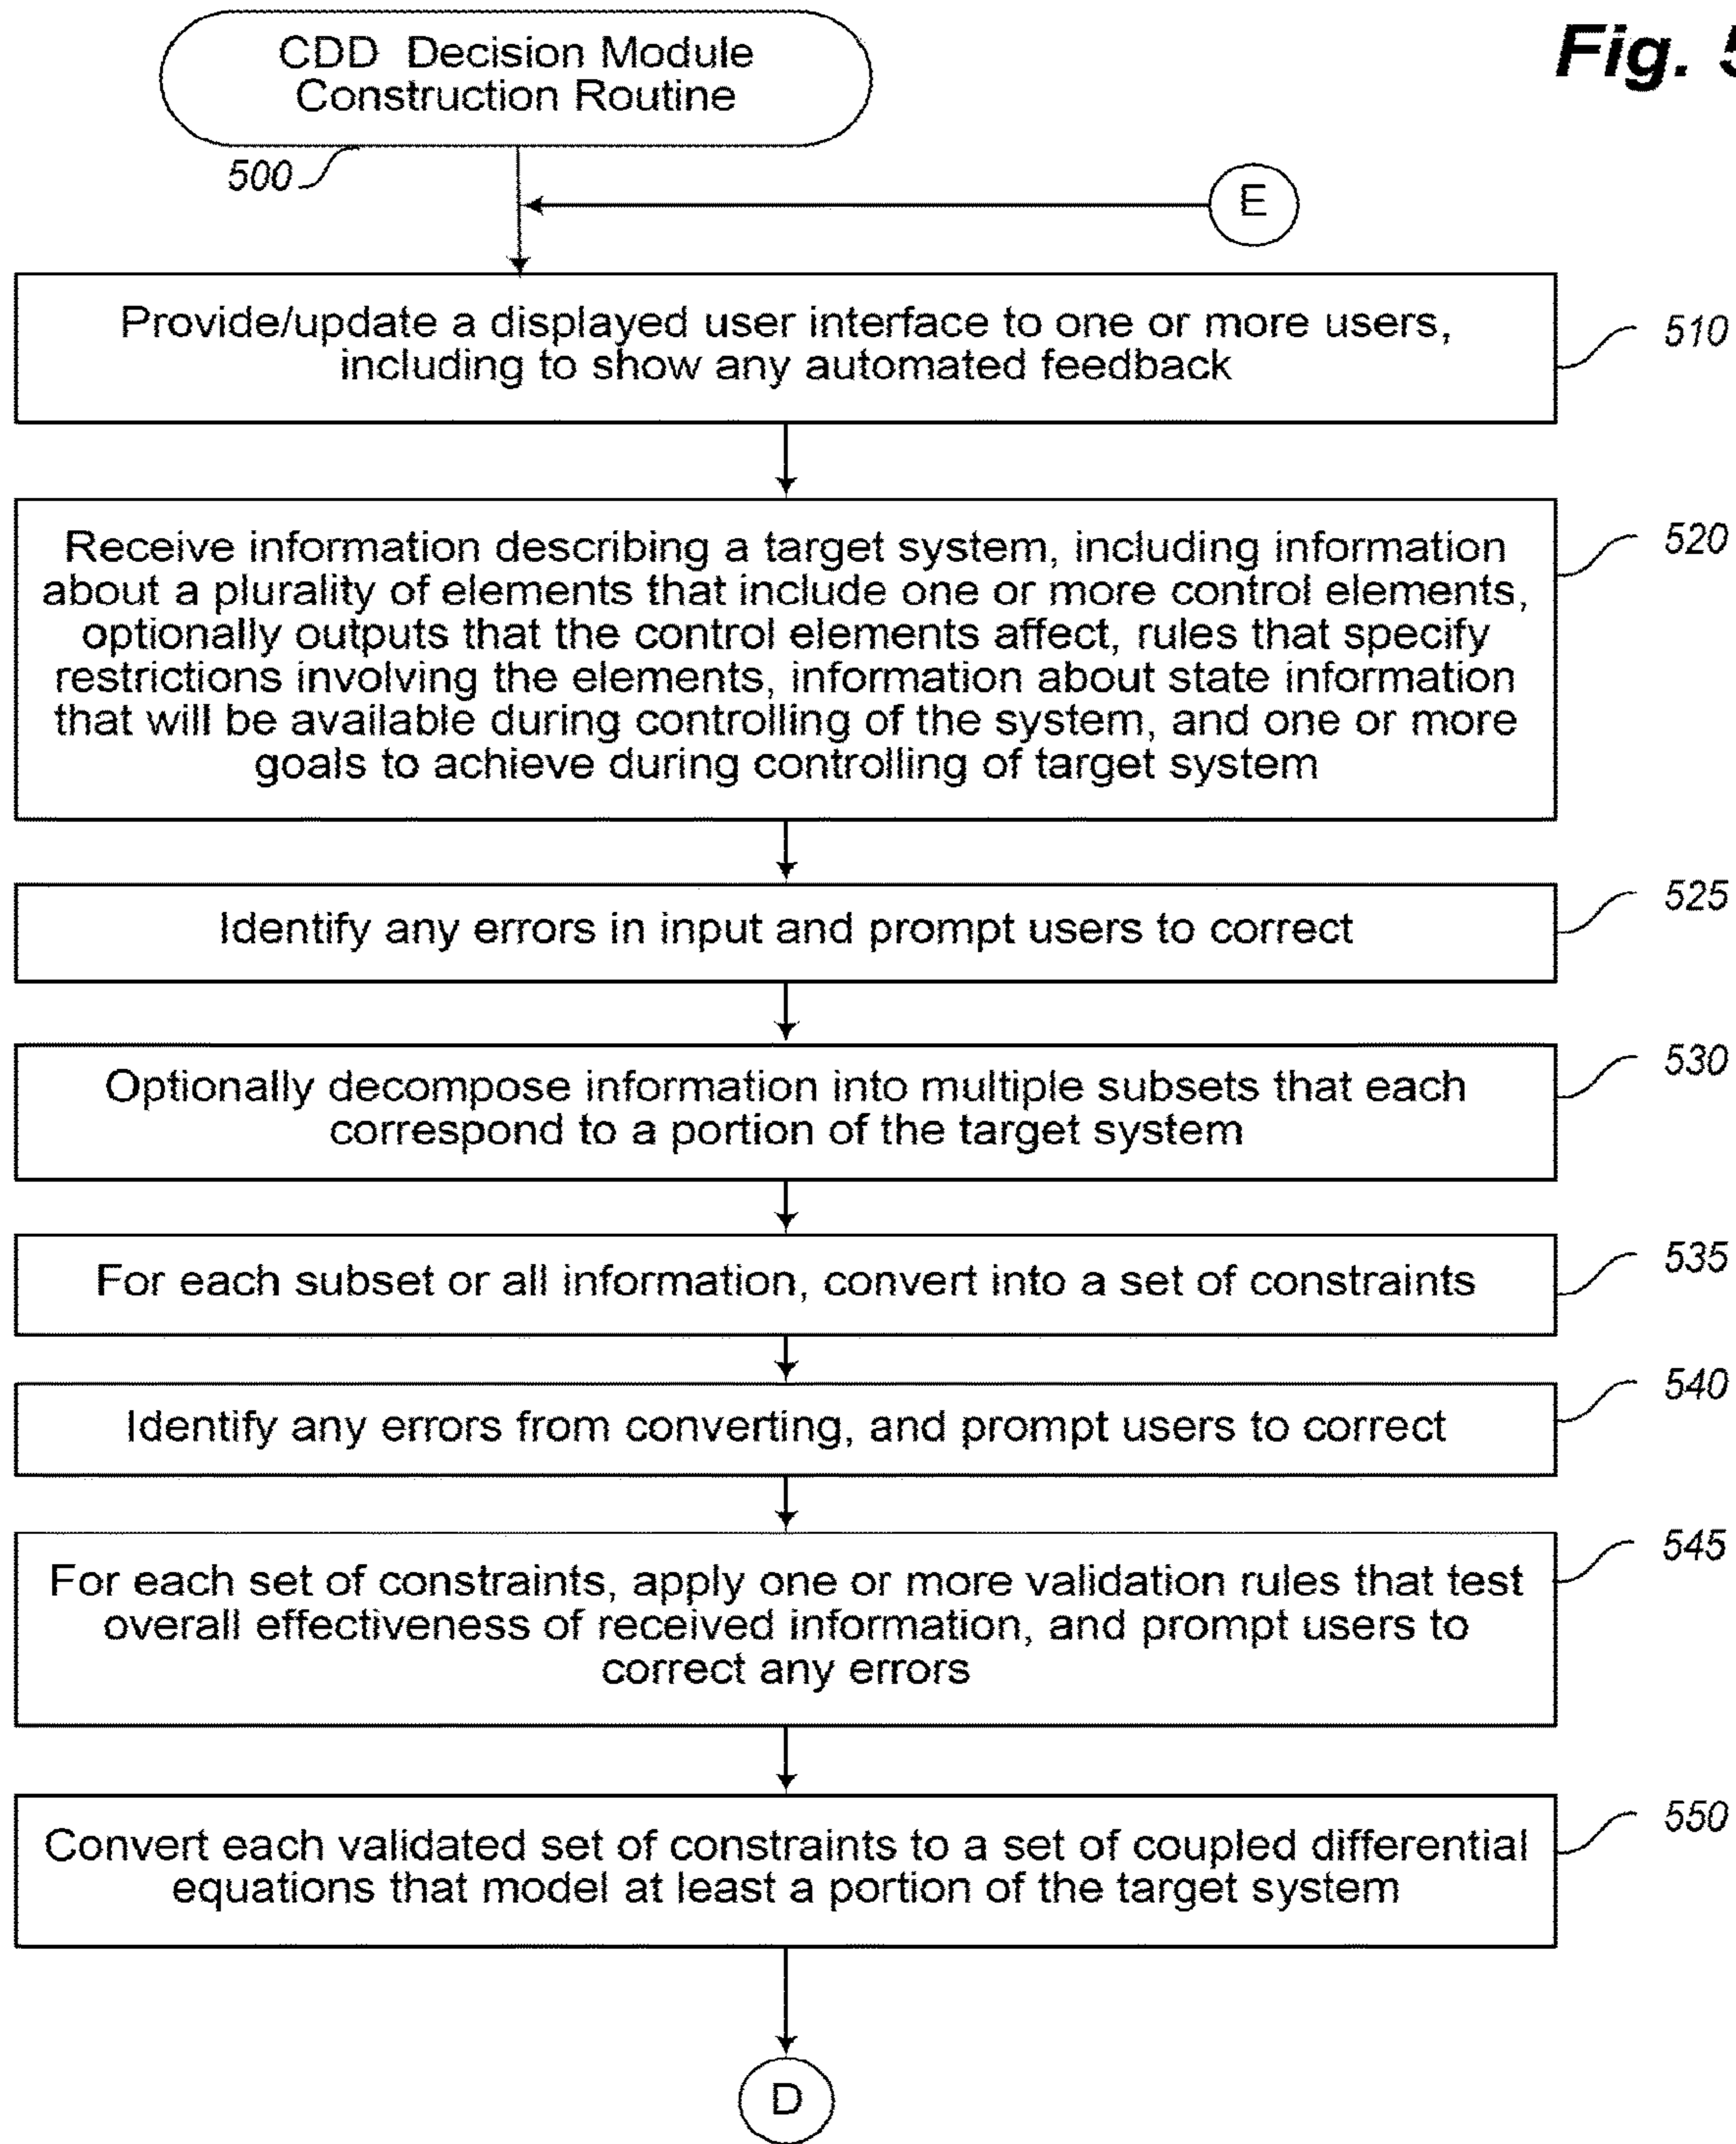 CDD Decision Module
Construction Routine
Fig. 5
500
E
Provide/update a displayed user interface to one or more users,
including to show any automated feedback
510
Receive information describing a target system, including information
about a plurality of elements that include one or more control elements,
optionally outputs that the control elements affect, rules that specify
restrictions involving the elements, information about state information
that will be available during controlling of the system, and one or more
goals to achieve during controlling of target system
520
Identify any errors in input and prompt users to correct
525
Optionally decompose information into multiple subsets that each
correspond to a portion of the target system
530
For each subset or all information, convert into a set of constraints
535
Identify any errors from converting, and prompt users to correct
540
For each set of constraints, apply one or more validation rules that test
overall effectiveness of received information, and prompt users to
correct any errors
545
Convert each validated set of constraints to a set of coupled differential
equations that model at least a portion of the target system
550
D